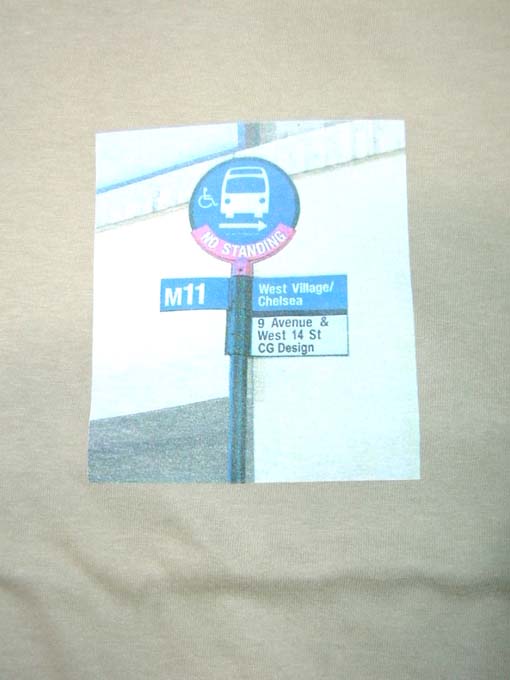 NO STANDING
M11
West Village/
Chelsea
9 Avenue &
West 14 St
CG Design